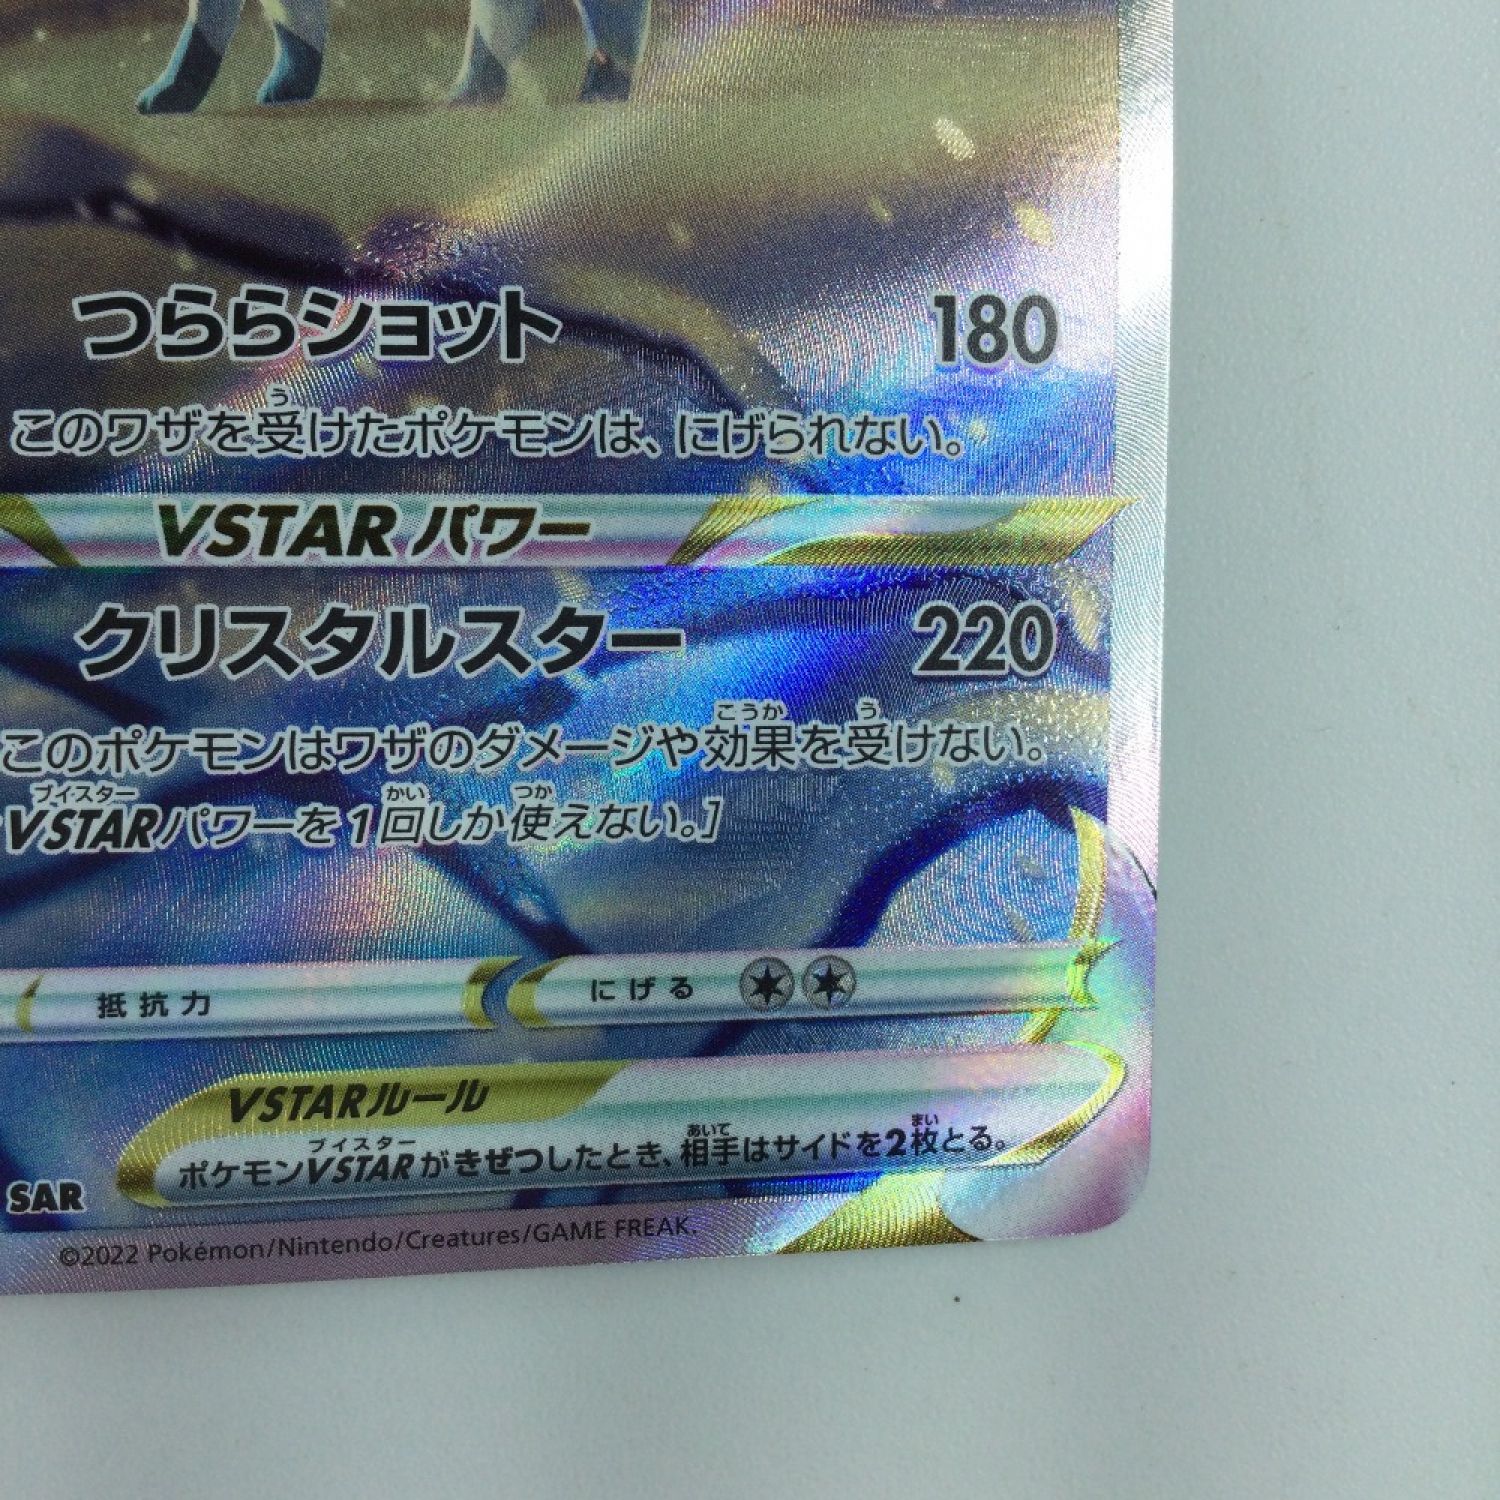 つららショット 180
このワザを受けたポケモンは、にげられない。
VSTARパワー
クリスタルスター 220
このポケモンはワザのダメージや効果を受けない。
VSTARパワーを1回しか使えない。]
抵抗力 にげる
VSTARルール
ポケモンVSTARがきぜつしたとき、相手はサイドを2枚とる。
SAR
©2022 Pokémon/Nintendo/Creatures/GAME FREAK.